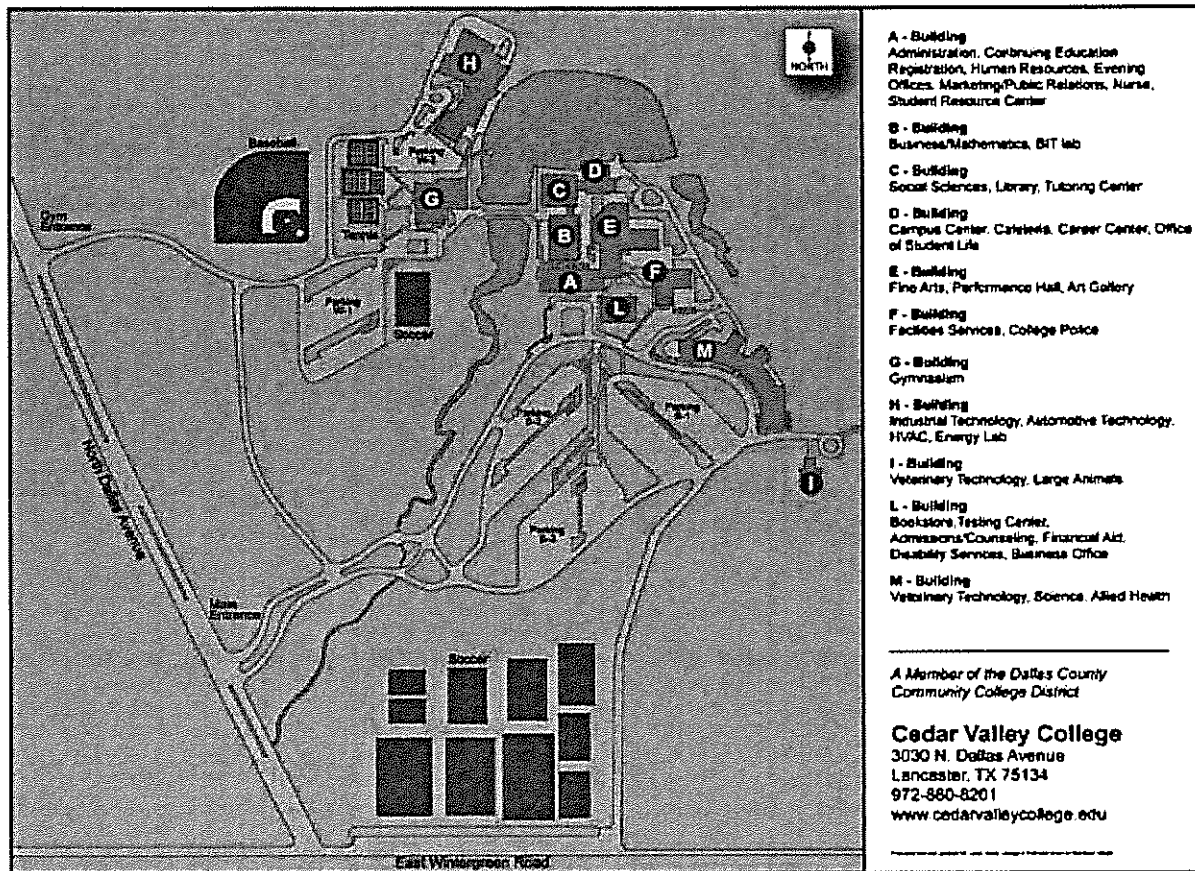 NORTH
H
Baseball
Parking
D
C
G
Gym
Entrance
B
E
Tennis
A
F
Parking
W-1
L
Soccer
M
Parking
Parking
I
North Dallas Avenue
Parking
Main
Entrance
Soccer
East Wintergreen Road
A - Building
Administration, Continuing Education
Registration, Human Resources, Evening
Offices, Marketing/Public Relations, Nurse,
Student Resource Center
B - Building
Business/Mathematics, BIT lab
C - Building
Social Sciences, Library, Tutoring Center
D - Building
Campus Center, Cafeteria, Career Center, Office
of Student Life
E - Building
Fine Arts, Performance Hall, Art Gallery
F - Building
Facilities Services, College Police
G - Building
Gymnasium
H - Building
Industrial Technology, Automotive Technology,
HVAC, Energy Lab
I - Building
Veterinary Technology, Large Animals
L - Building
Bookstore, Testing Center,
Admissions/Counseling, Financial Aid,
Disability Services, Business Office
M - Building
Veterinary Technology, Science, Allied Health
A Member of the Dallas County
Community College District
Cedar Valley College
3030 N. Dallas Avenue
Lancaster, TX 75134
972-860-8201
www.cedarvalleycollege.edu